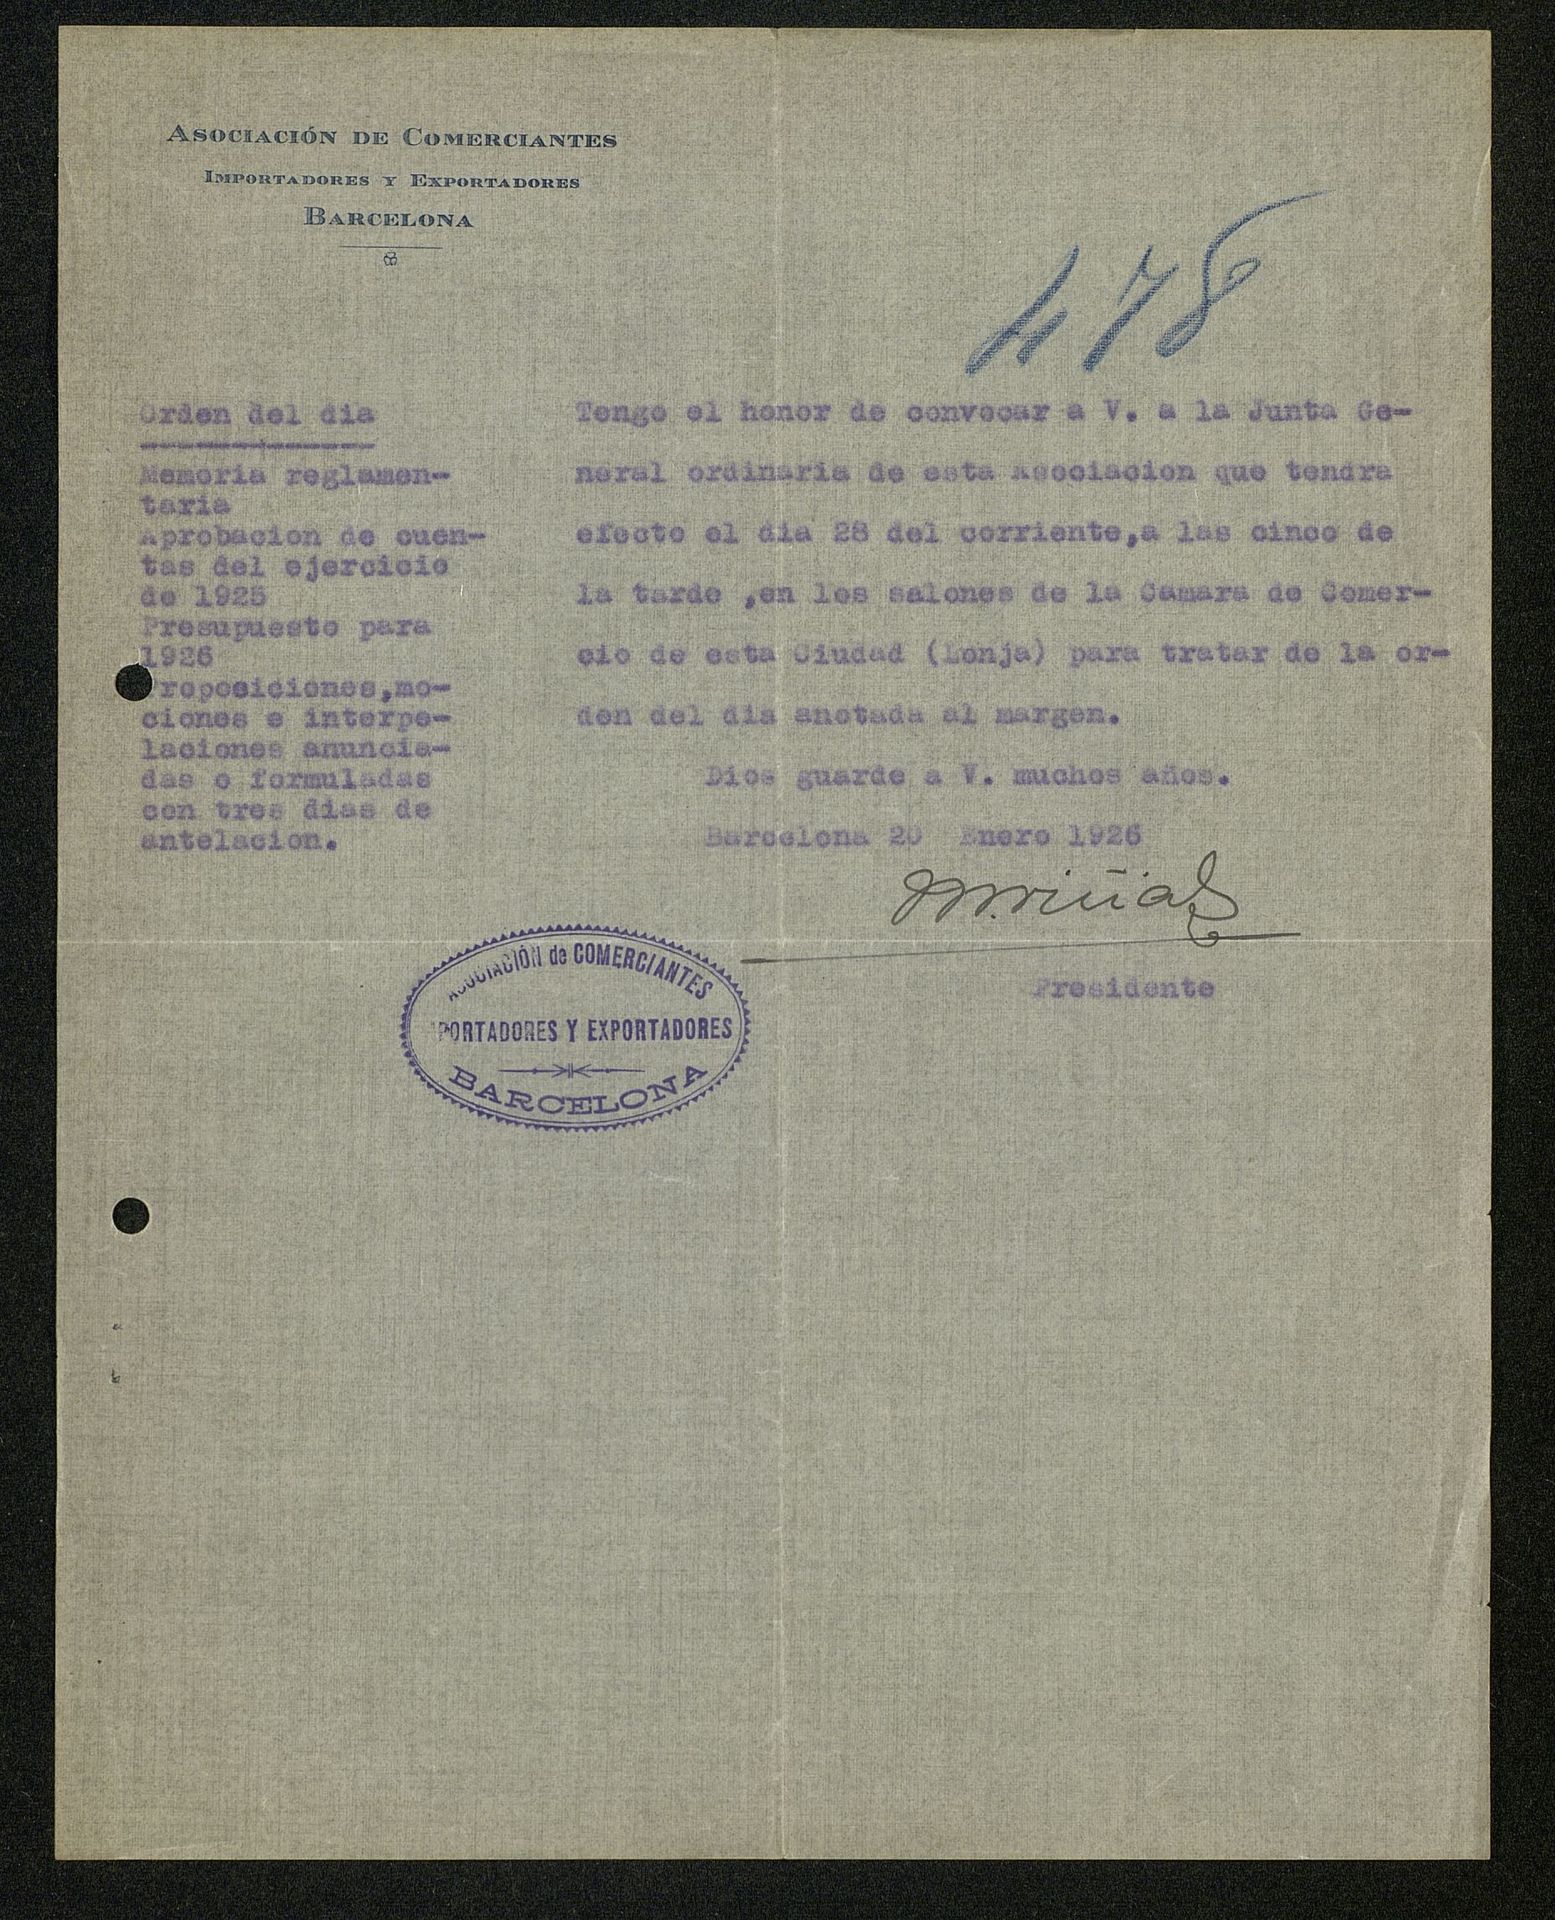 ASOCIACIÓN DE COMERCIANTES
IMPORTADORES Y EXPORTADORES
BARCELONA
478
Orden del dia
Memoria reglamen-
taria
Aprobacion de cuen-
tas del ejercicio
de 1925
Presupuesto para
1926
Proposiciones,mo-
ciones e interpe-
laciones anuncia-
das o formuladas
con tres dias de
antelacion.
Tengo el honor de convocar a V. a la Junta Ge-
neral ordinaria de esta Asociacion que tendra
efecto el dia 28 del corriente,a las cinco de
la tarde ,en los salones de la Camara de Comer-
cio de esta Ciudad (Lonja) para tratar de la or-
den del dia anotada al margen.
Dios guarde a V. muchos años.
Barcelona 20 Enero 1926
Presidente
ASOCIACIÓN de COMERCIANTES
PORTADORES Y EXPORTADORES
BARCELONA